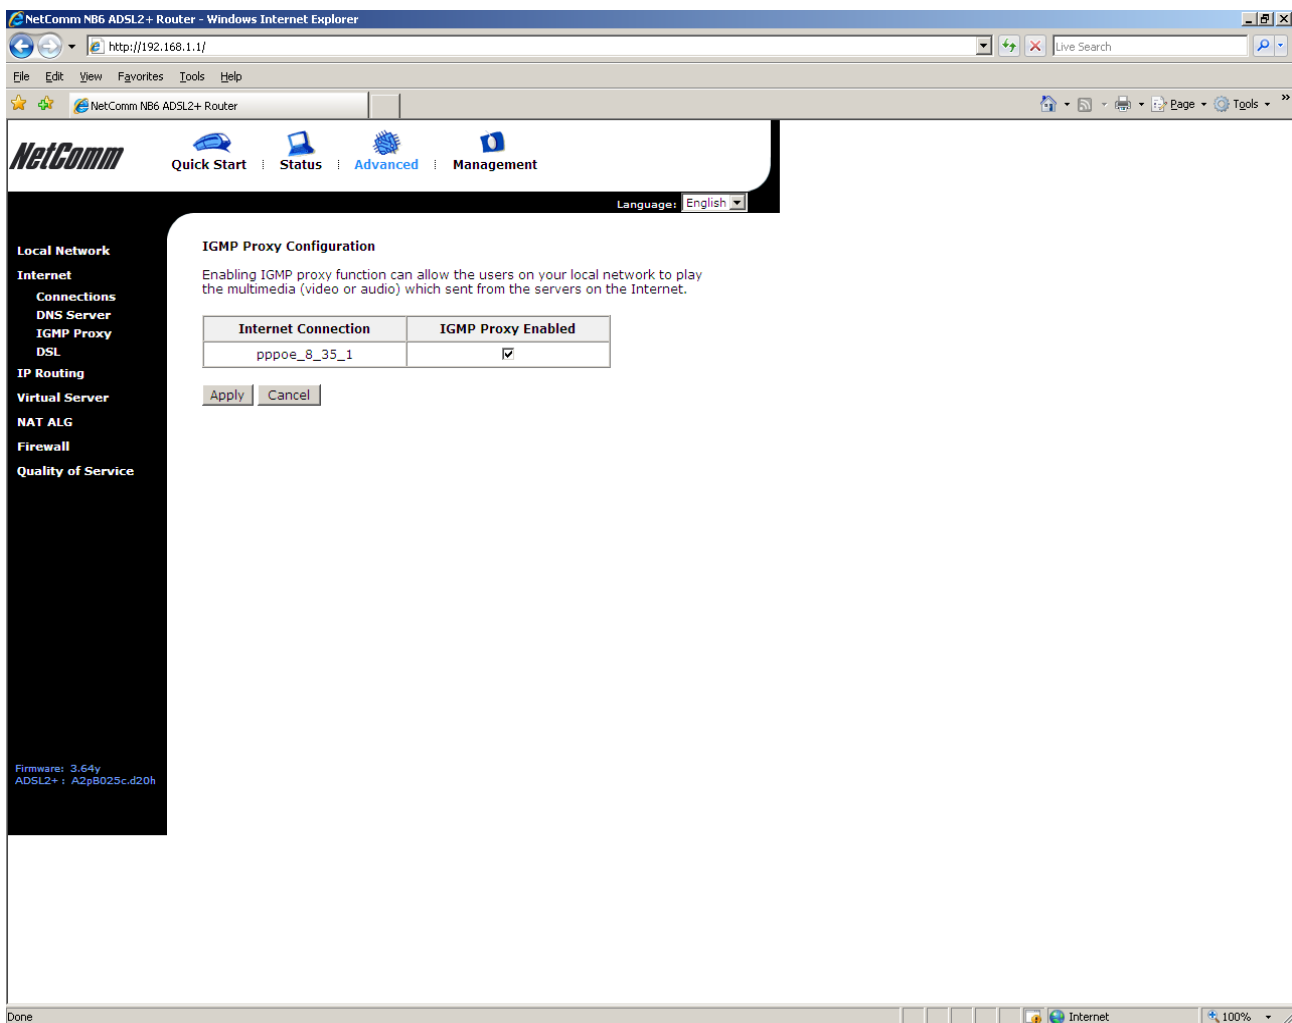 NetComm NB6 ADSL2+ Router - Windows Internet Explorer
http://192.168.1.1/
Live Search
File Edit View Favorites Tools Help
NetComm NB6 ADSL2+ Router
Page Tools »
NetComm
Quick Start Status Advanced Management
Language: English
Local Network
Internet
Connections
DNS Server
IGMP Proxy
DSL
IP Routing
Virtual Server
NAT ALG
Firewall
Quality of Service
Firmware: 3.64y
ADSL2+ : A2pB025c.d20h
IGMP Proxy Configuration
Enabling IGMP proxy function can allow the users on your local network to play
the multimedia (video or audio) which sent from the servers on the Internet.
Internet Connection IGMP Proxy Enabled
pppoe_8_35_1
Apply Cancel
Done Internet 100%